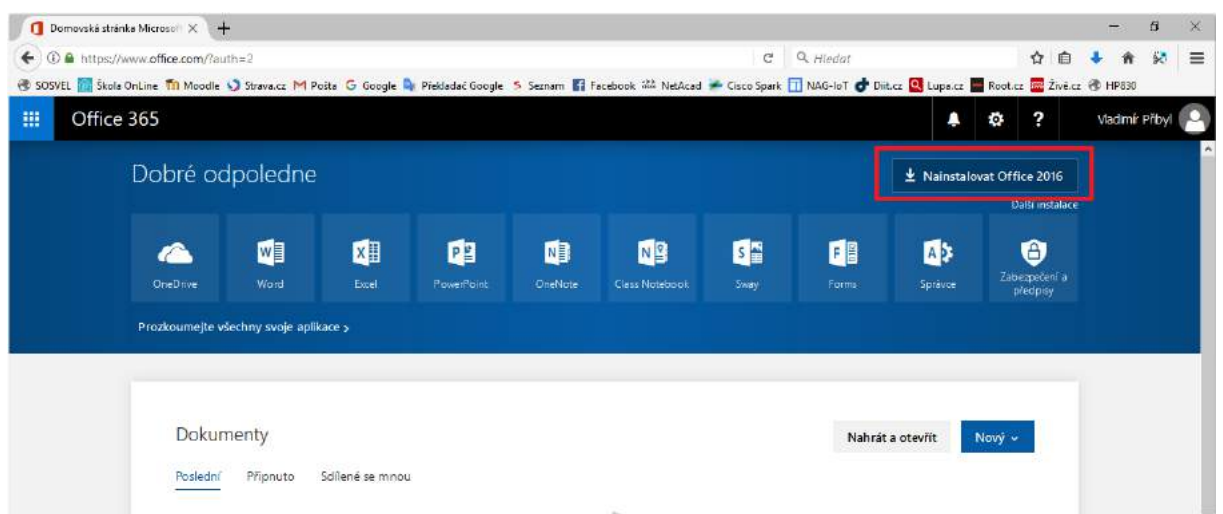 Domovská stránka Microsoft
https://www.office.com/?auth=2
Hledat
SOSVEL Škola OnLine Moodle Strava.cz Pošta Google Překladač Google Seznam Facebook NetAcad Cisco Spark NAG-IoT Diit.cz Lupa.cz Root.cz Živě.cz HP830
Office 365
? Vladimír Přibyl
Dobré odpoledne
Nainstalovat Office 2016
Další instalace
OneDrive Word Excel PowerPoint OneNote Class Notebook Sway Forms Správce Zabezpečení a předpisy
Prozkoumejte všechny svoje aplikace >
Dokumenty
Nahrát a otevřít Nový
Poslední Připnuto Sdílené se mnou